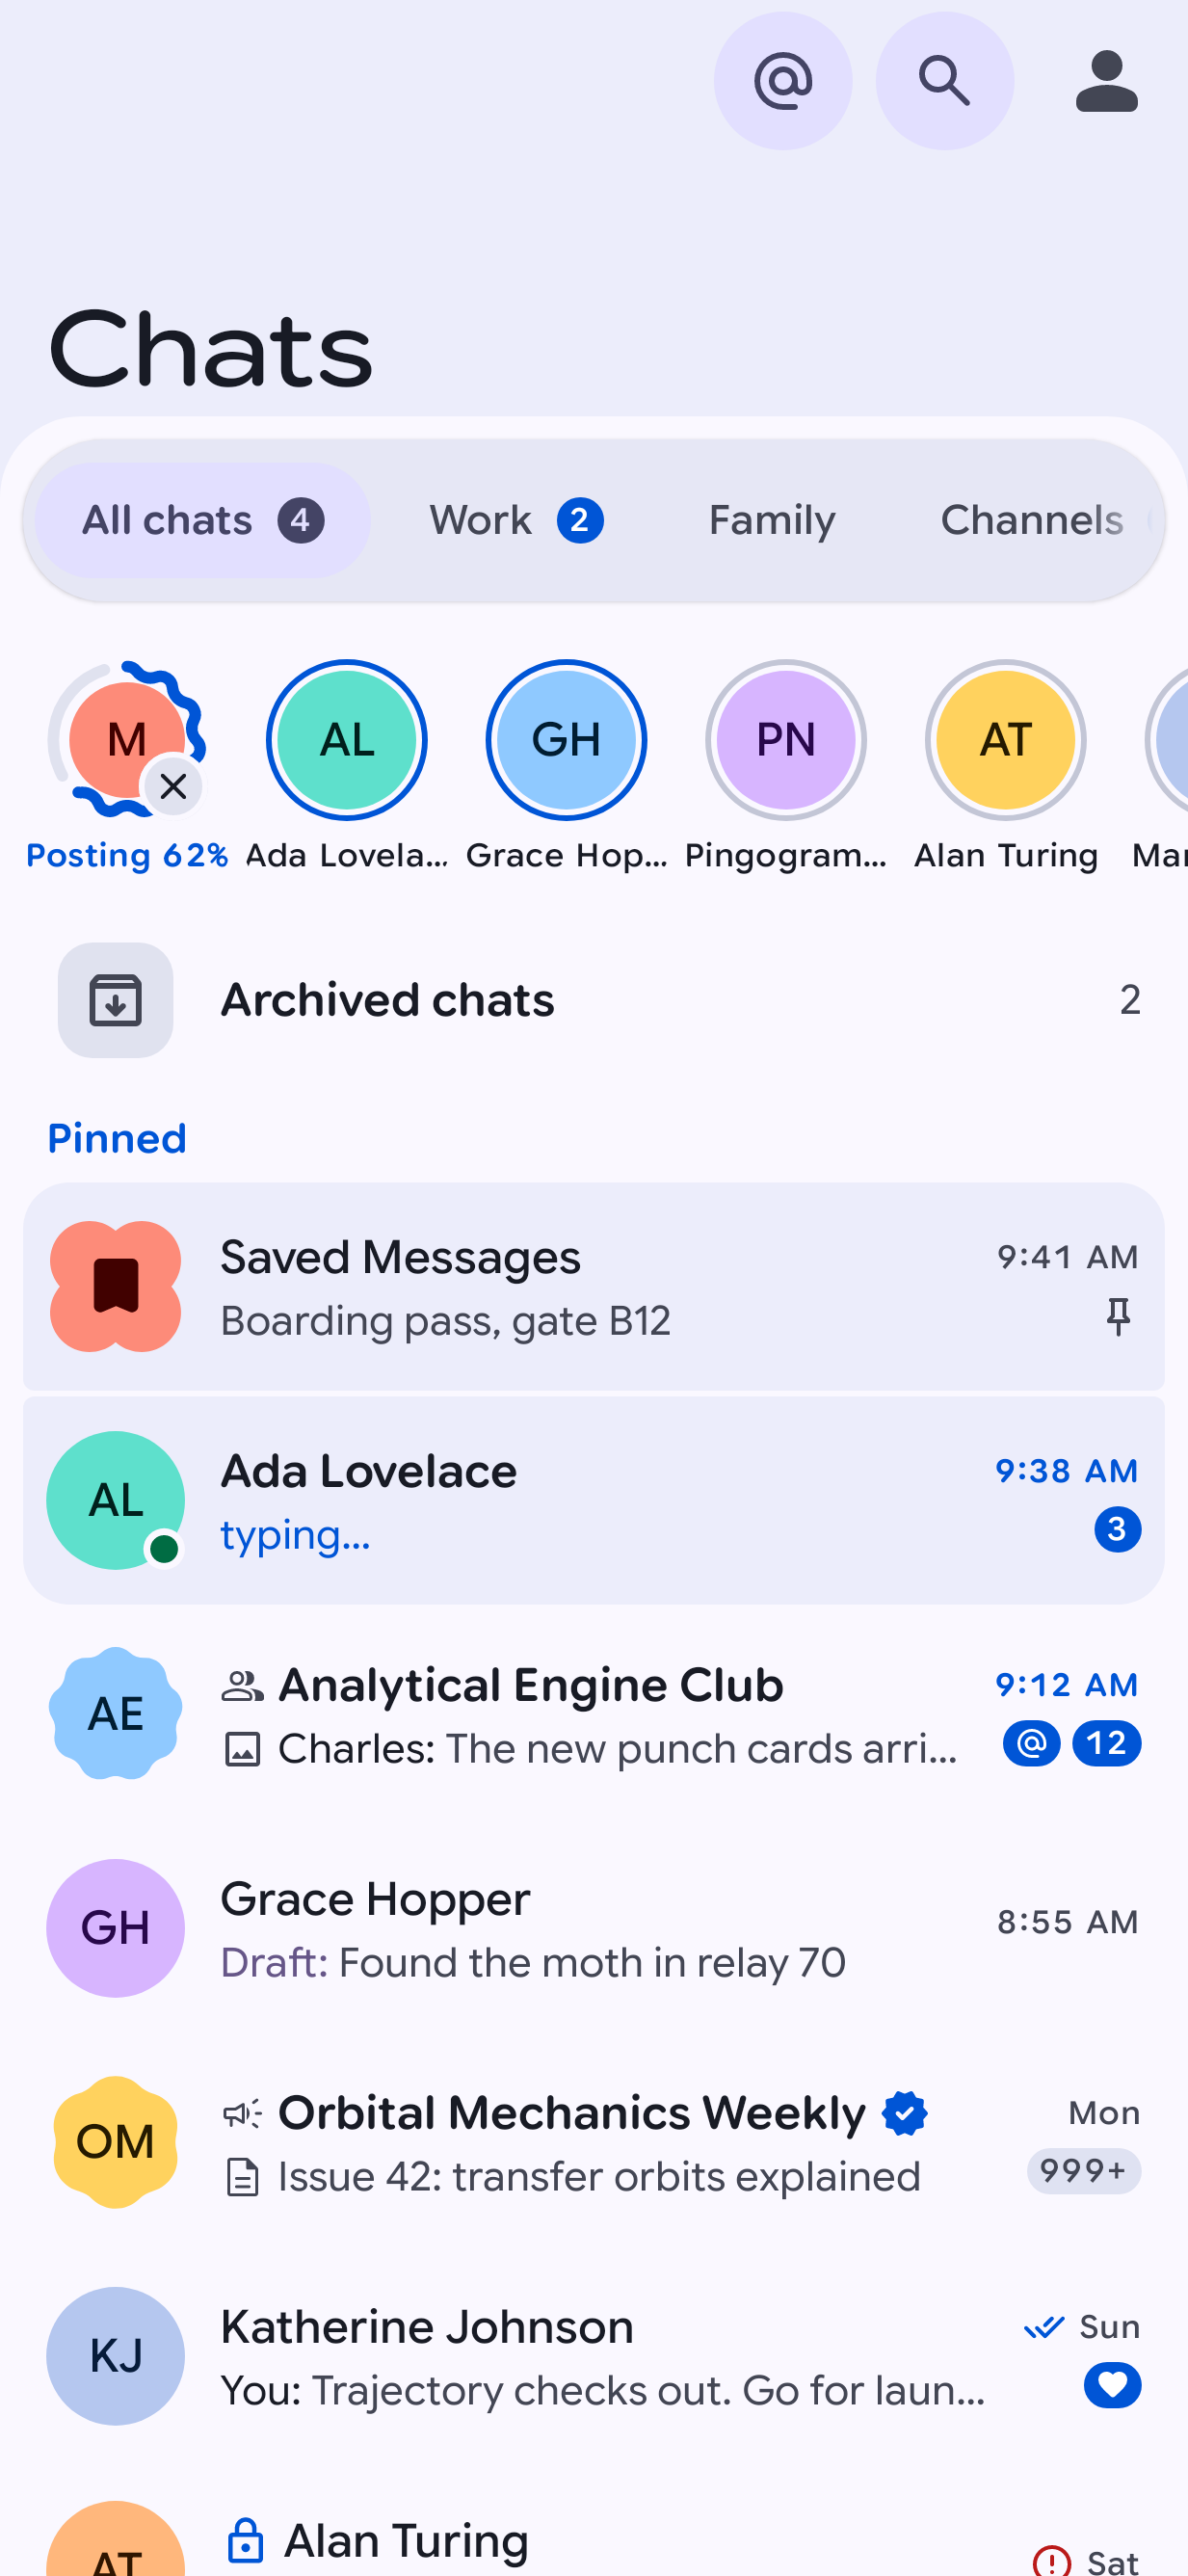 Chats
All chats 4 Work 2 Family Channels
M AL GH PN AT
Posting 62% Ada Lovela... Grace Hop... Pingogram... Alan Turing
Archived chats 2
Pinned
Saved Messages 9:41 AM
Boarding pass, gate B12
AL
Ada Lovelace 9:38 AM
typing... 3
AE
Analytical Engine Club 9:12 AM
Charles: The new punch cards arri... @ 12
GH
Grace Hopper 8:55 AM
Draft: Found the moth in relay 70
OM
Orbital Mechanics Weekly Mon
Issue 42: transfer orbits explained 999+
KJ
Katherine Johnson Sun
You: Trajectory checks out. Go for laun...
AT
Alan Turing Sat